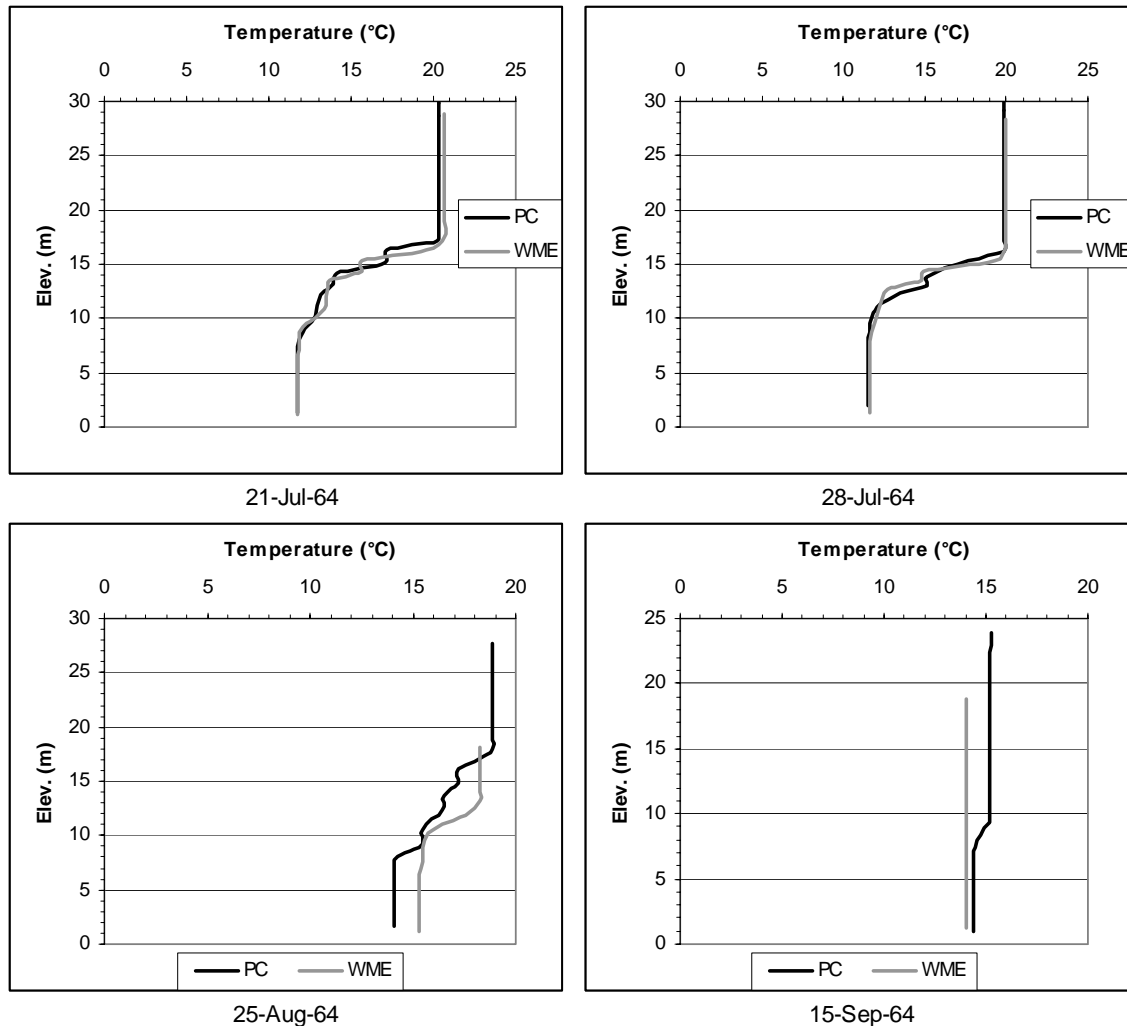 Temperature (°C)
0 5 10 15 20 25
30
25
20
15
10
5
0
Elev. (m)
PC
WME
21-Jul-64
Temperature (°C)
0 5 10 15 20 25
30
25
20
15
10
5
0
Elev. (m)
PC
WME
28-Jul-64
Temperature (°C)
0 5 10 15 20
30
25
20
15
10
5
0
Elev. (m)
PC WME
25-Aug-64
Temperature (°C)
0 5 10 15 20
25
20
15
10
5
0
Elev. (m)
PC WME
15-Sep-64